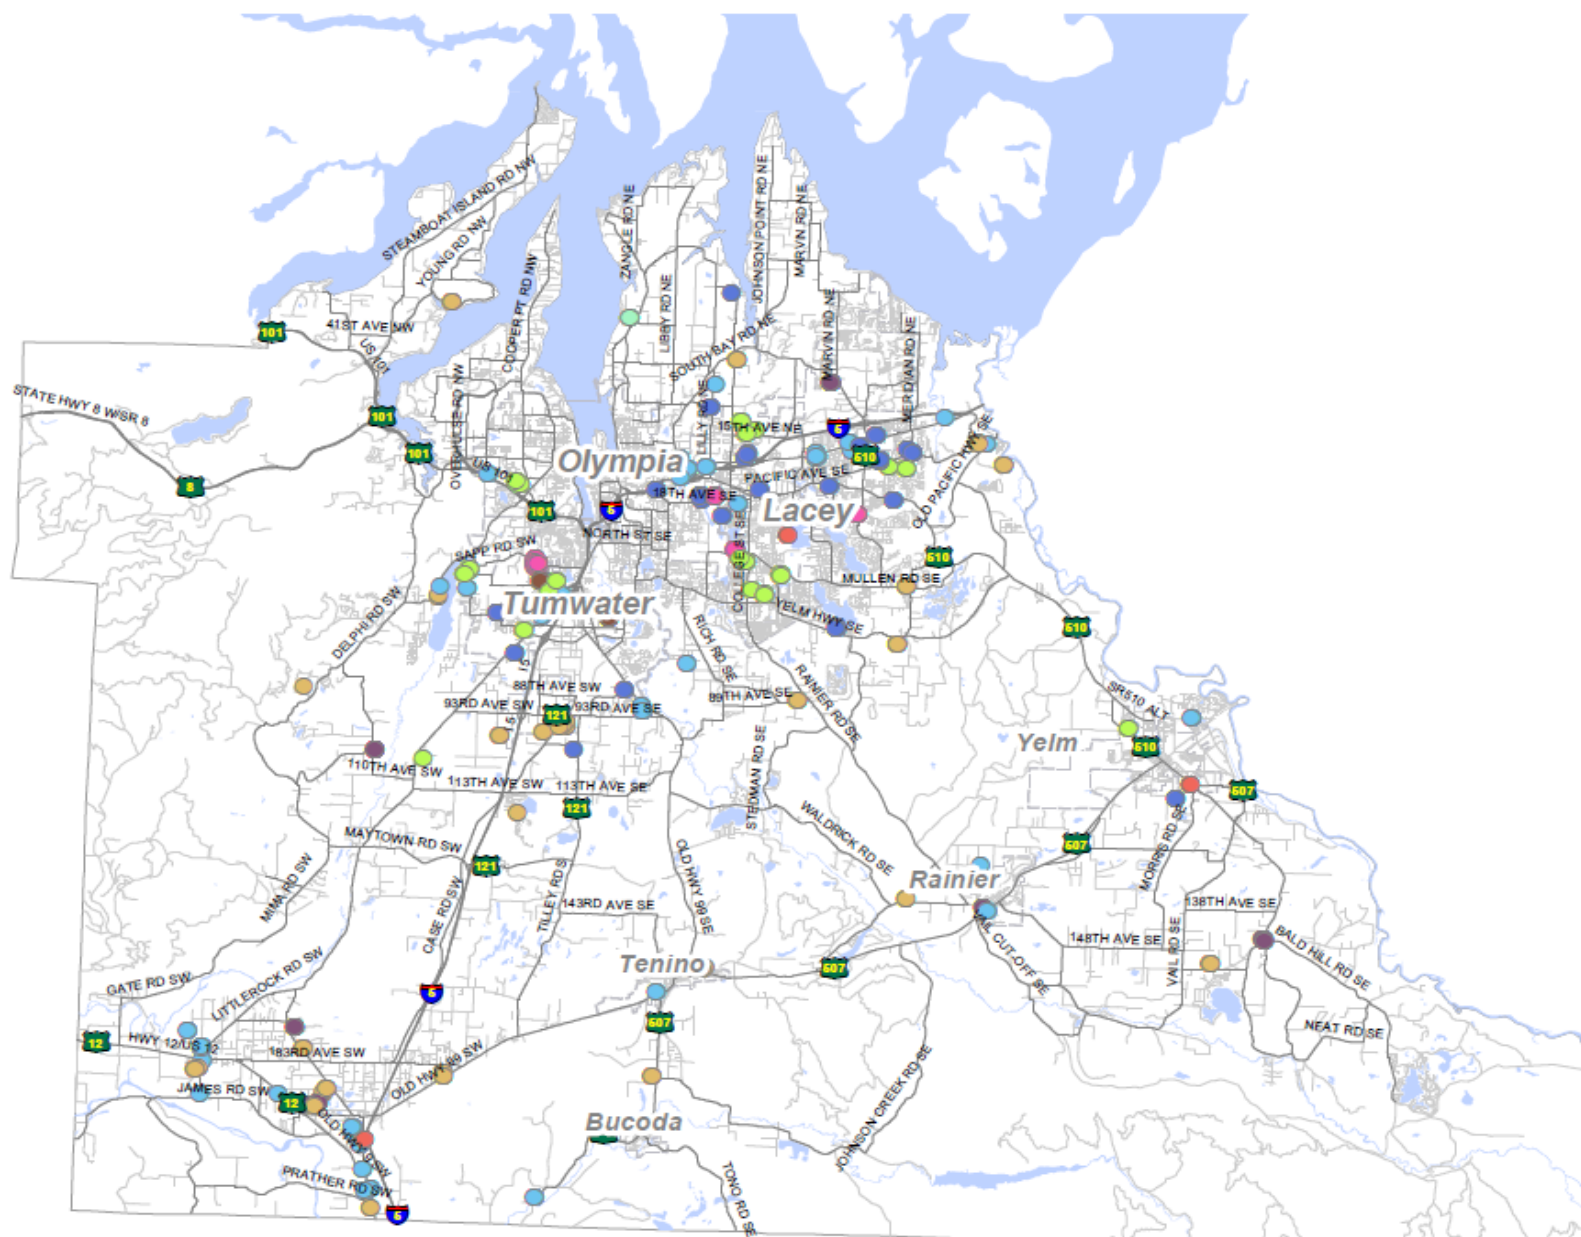 STEAMBOAT ISLAND RD NW
YOUNG RD NW
COOPER PT RD NW
ZANGLE RD NE
LIBBY RD NE
JOHNSON POINT RD NE
MARVIN RD NE
101
41ST AVE NW
US 101
SOUTH BAY RD NE
MARVIN RD NE
MERIDIAN RD NE
STATE HWY 8 W/SR 8
101
OVERHULSE RD NW
LILLY RD NE
15TH AVE NE
5
101
US 101
Olympia
510
PACIFIC AVE SE
OLD PACIFIC HWY SE
8
18TH AVE SE
101
5
Lacey
NORTH ST SE
COLLEGE ST SE
510
SAPP RD SW
MULLEN RD SE
Tumwater
YELM HWY SE
510
DELPHI RD SW
RICH RD SE
RAINIER RD SE
I 5
88TH AVE SW
89TH AVE SE
SR510 ALT
93RD AVE SW
121
93RD AVE SE
I 5
Yelm
510
110TH AVE SW
STEDMAN RD SE
113TH AVE SW
113TH AVE SE
507
121
WALDRICK RD SE
MAYTOWN RD SW
507
MORRIS RD SE
121
OLD HWY 99 SE
Rainier
MIMA RD SW
CASE RD SW
TILLEY RD S
143RD AVE SE
138TH AVE SE
VAIL CUT-OFF SE
148TH AVE SE
VAIL RD SE
BALD HILL RD SE
Tenino
507
GATE RD SW
LITTLEROCK RD SW
5
507
NEAT RD SE
12
HWY 12/US 12
183RD AVE SW
OLD HWY 99 SW
JAMES RD SW
12
JOHNSON CREEK RD SE
OLD HWY 9 SW
Bucoda
PRATHER RD SW
TONO RD SE
5